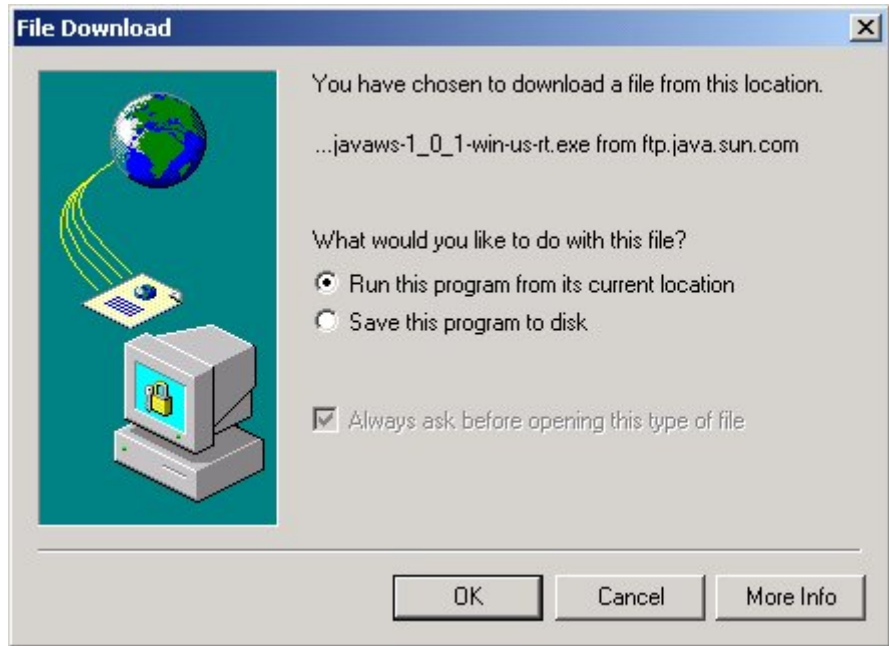 File Download
You have chosen to download a file from this location.
...javaws-1_0_1-win-us-rt.exe from ftp.java.sun.com
What would you like to do with this file?
Run this program from its current location
Save this program to disk
Always ask before opening this type of file
OK
Cancel
More Info